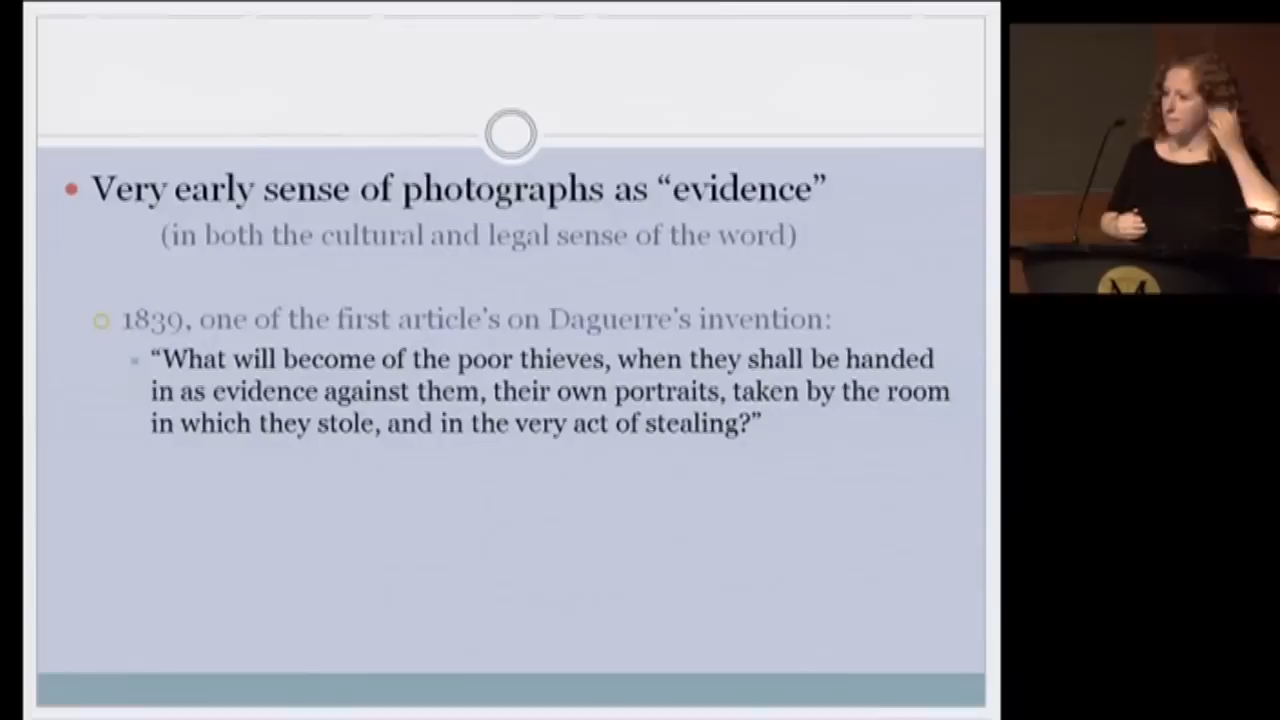 Very early sense of photographs as “evidence”
(in both the cultural and legal sense of the word)
1839, one of the first article’s on Daguerre’s invention:
“What will become of the poor thieves, when they shall be handed
in as evidence against them, their own portraits, taken by the room
in which they stole, and in the very act of stealing?”
M